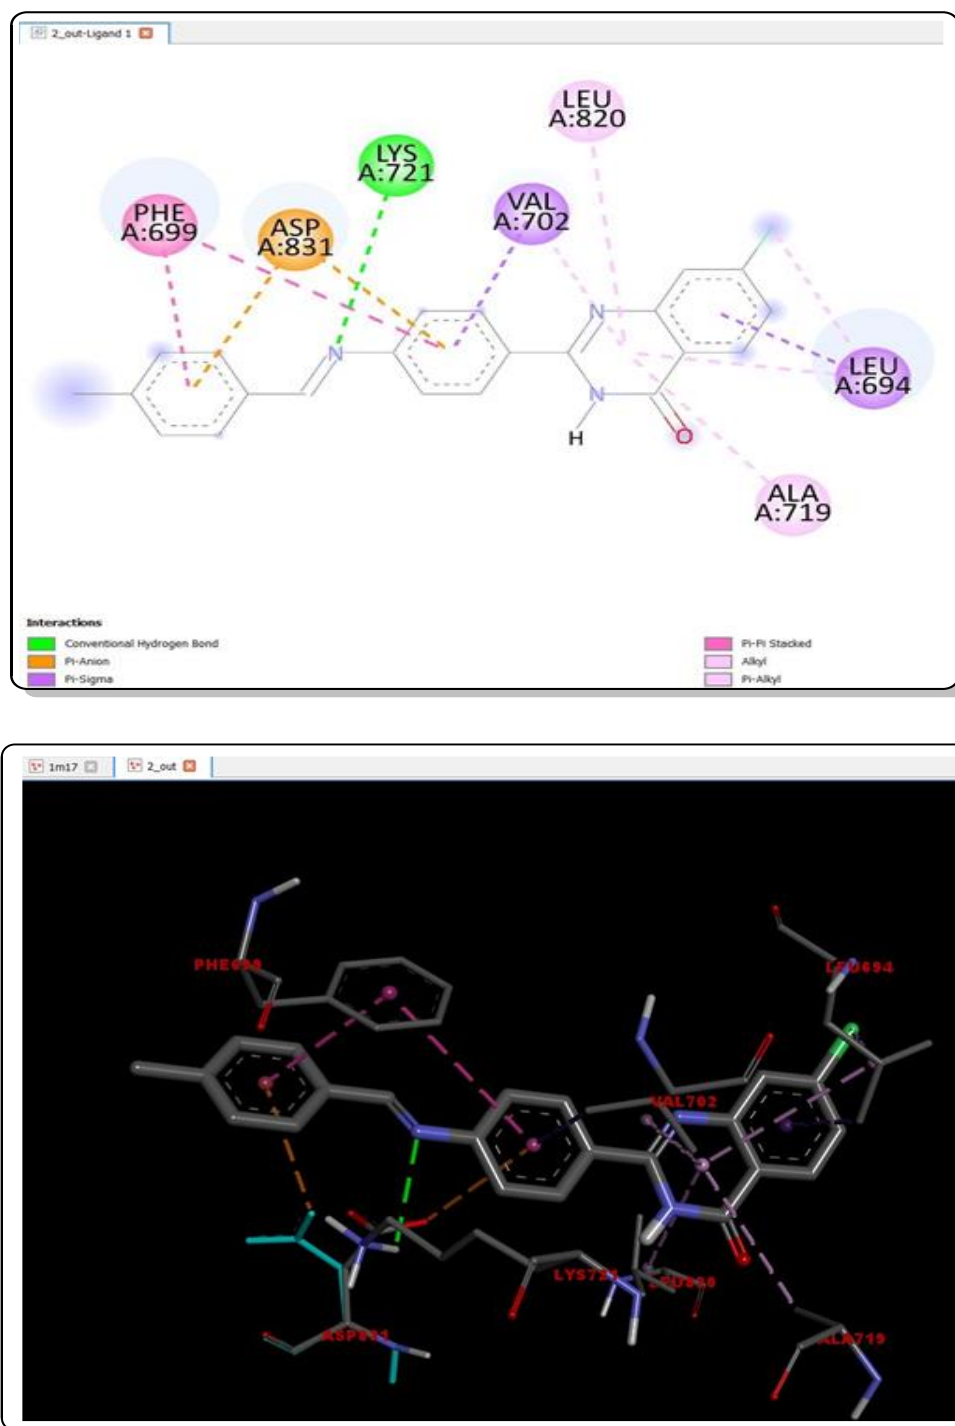 2_out-Ligand 1
LEU
A:820
LYS
A:721
VAL
A:702
PHE
A:699
ASP
A:831
N
N
LEU
A:694
N
H
O
ALA
A:719
Interactions
Conventional Hydrogen Bond
Pi-Anion
Pi-Sigma
Pi-Pi Stacked
Alkyl
Pi-Alkyl
1m17
2_out
PHE699
LEU694
VAL702
ASP831
ALA719